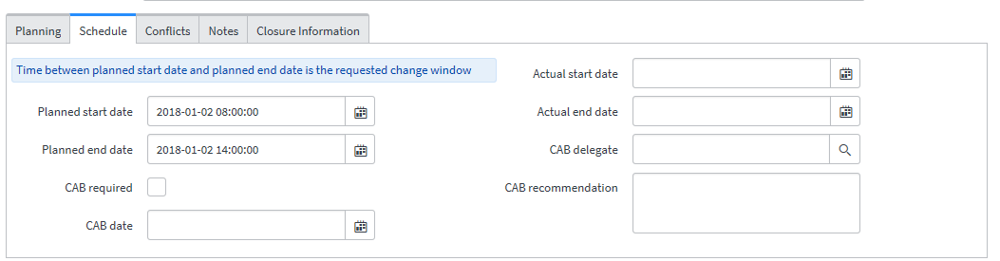 Planning Schedule Conflicts Notes Closure Information
Time between planned start date and planned end date is the requested change window
Planned start date 2018-01-02 08:00:00
Planned end date 2018-01-02 14:00:00
CAB required
CAB date
Actual start date
Actual end date
CAB delegate
CAB recommendation